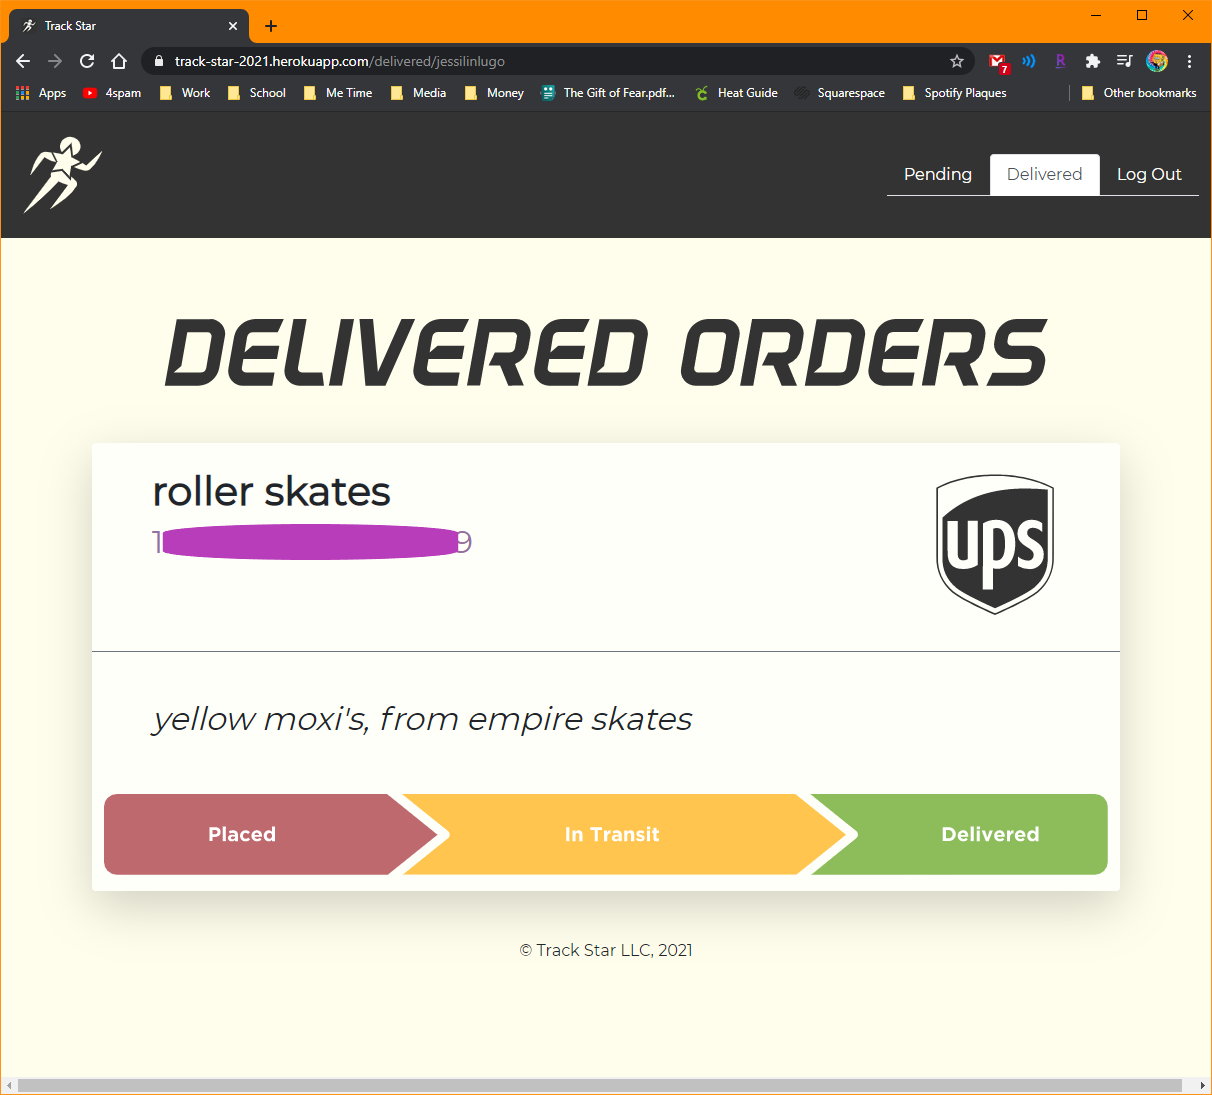 Track Star
track-star-2021.herokuapp.com/delivered/jessilinlugo
7
R
Apps
4spam
Work
School
Me Time
Media
Money
The Gift of Fear.pdf...
Heat Guide
Squarespace
Spotify Plaques
Other bookmarks
Pending
Delivered
Log Out
DELIVERED ORDERS
roller skates
1
9
ups
yellow moxi's, from empire skates
Placed
In Transit
Delivered
© Track Star LLC, 2021